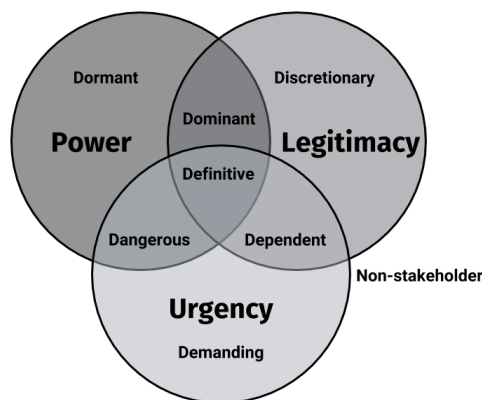 Dormant
Discretionary
Dominant
Power
Legitimacy
Definitive
Dangerous
Dependent
Non-stakeholder
Urgency
Demanding